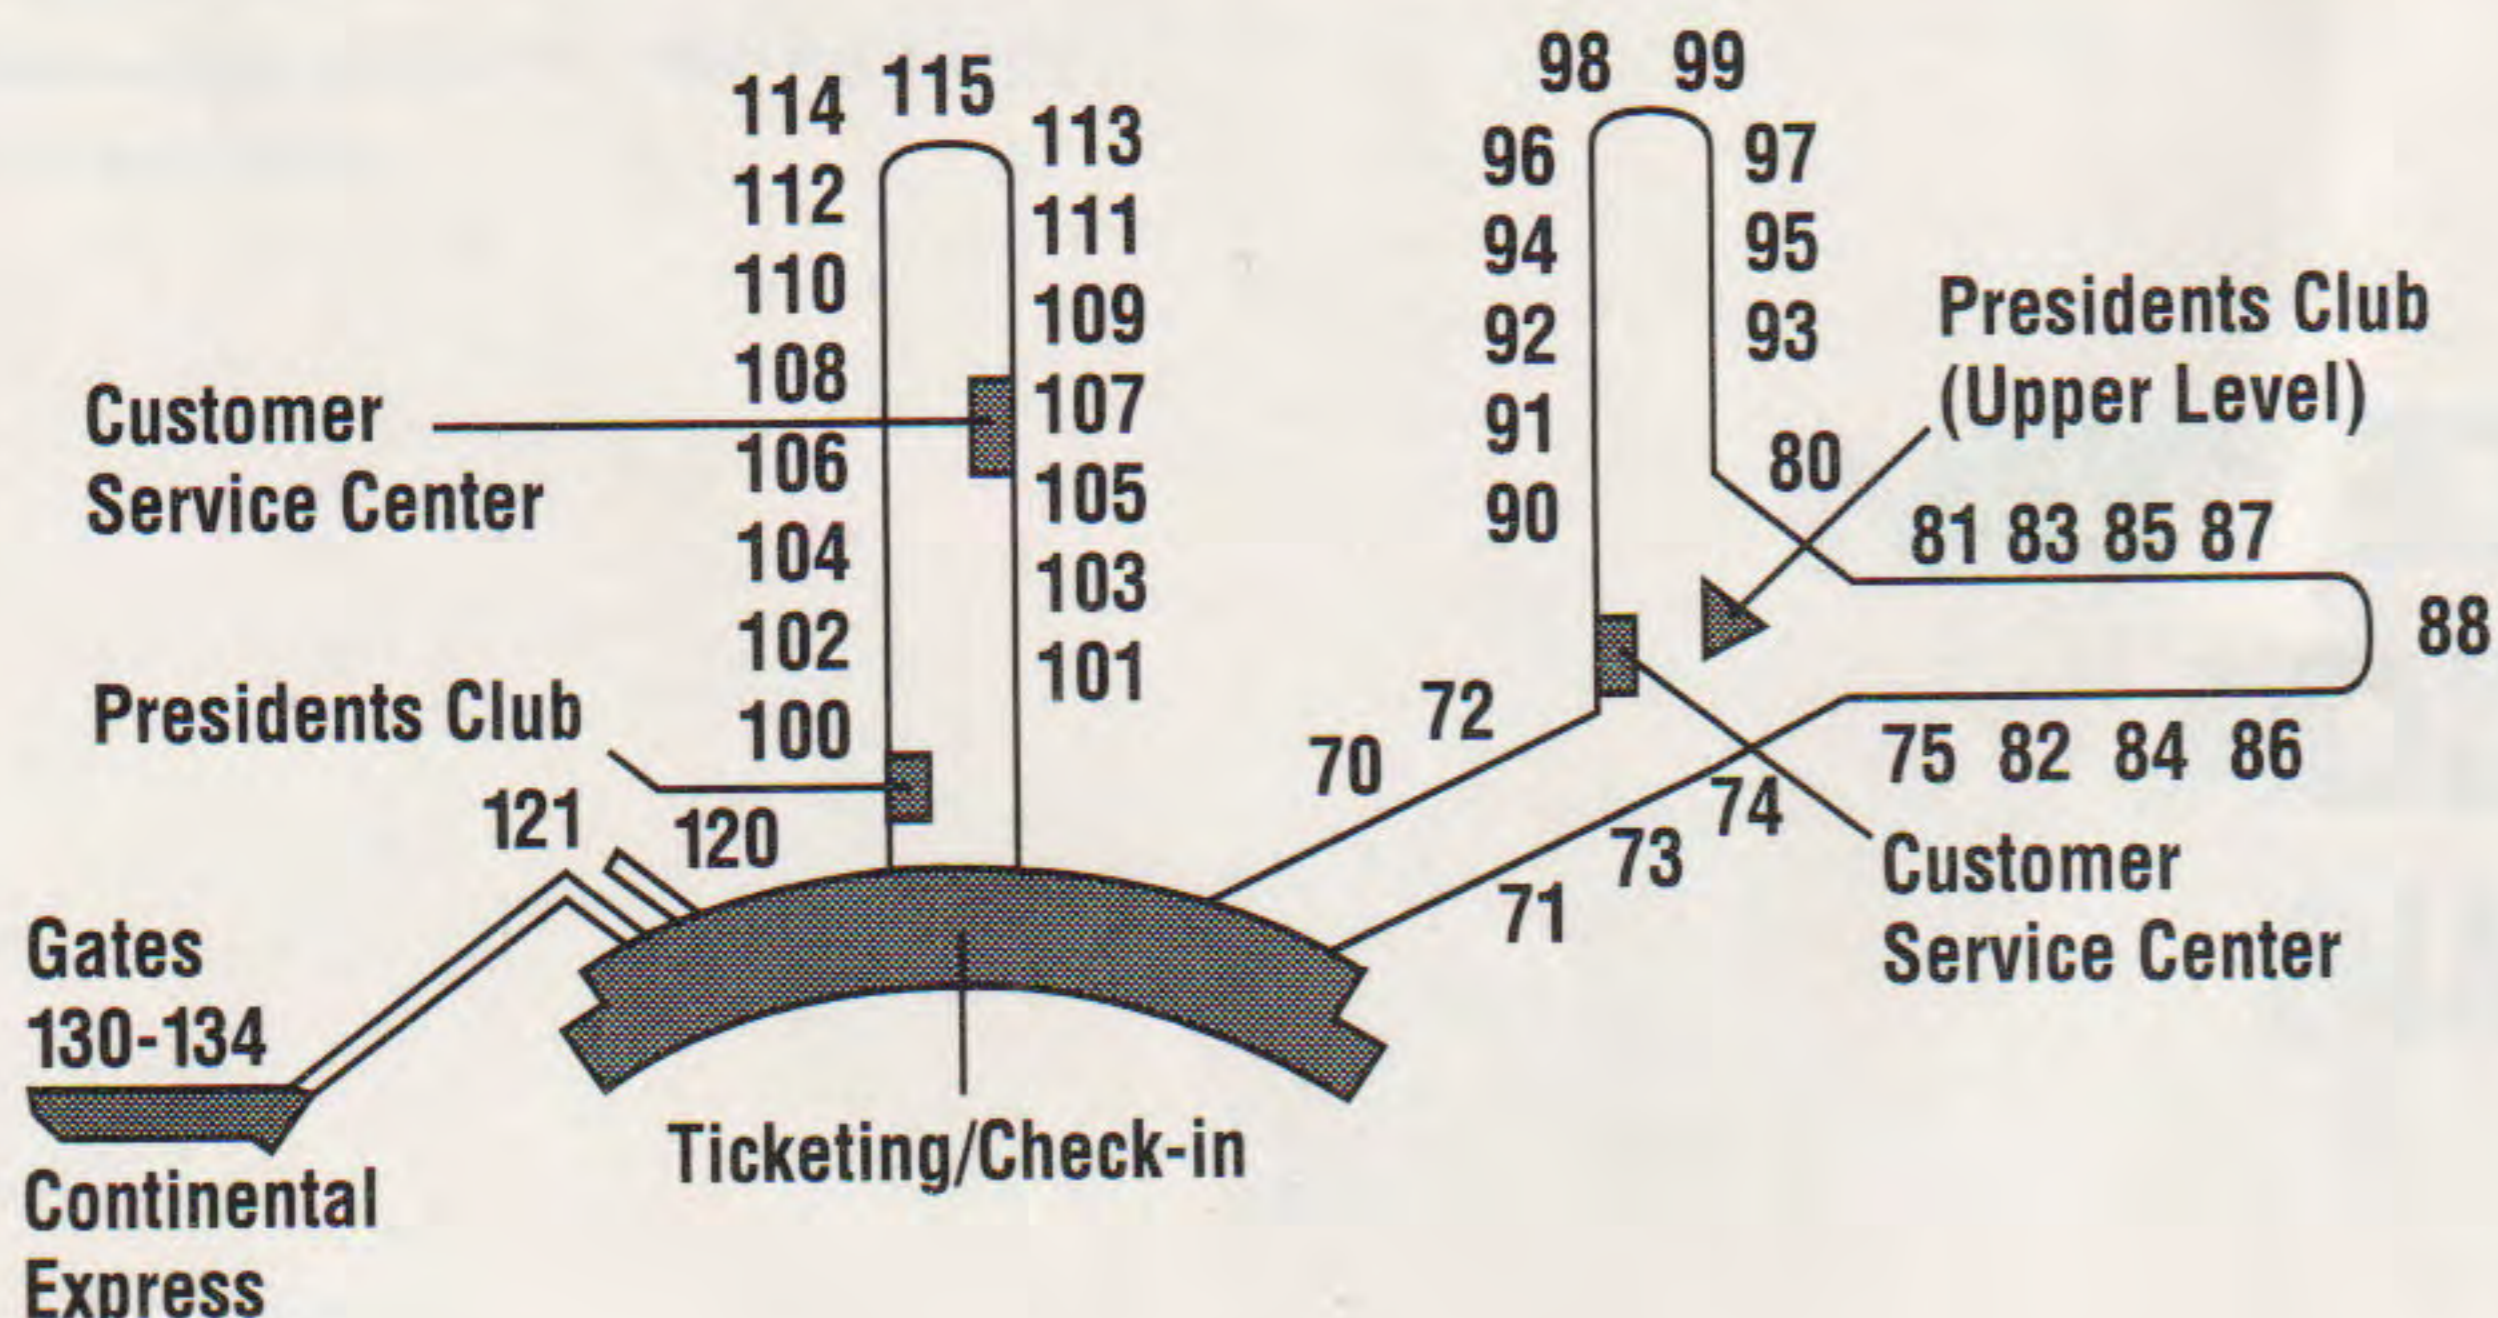 98 99
114 115 113
96 97
112 111
94 95
110 109
Presidents Club
(Upper Level)
92 93
108 107
Customer
Service Center
91 80
106 105
90
81 83 85 87
104 103
88
102 101
Presidents Club
100
72
70
75 82 84 86
121 120
74
73
71
Customer
Service Center
Gates
130-134
Ticketing/Check-in
Continental
Express